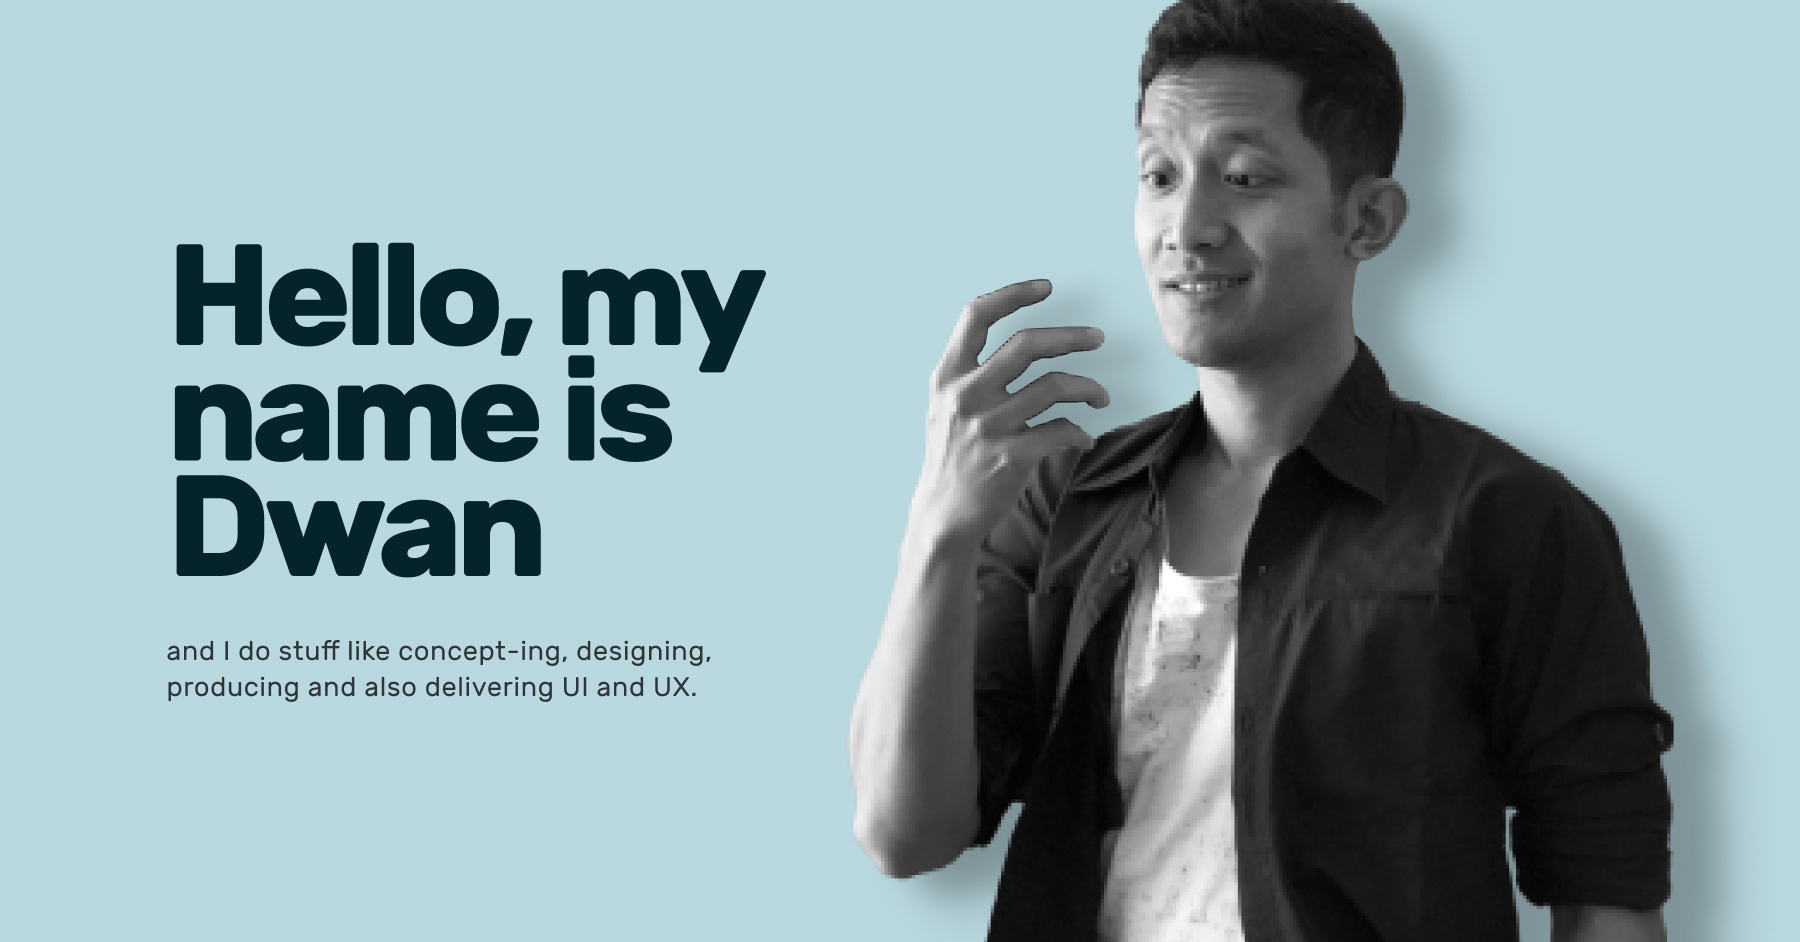 Hello, my
name is
Dwan
and I do stuff like concept-ing, designing,
producing and also delivering UI and UX.